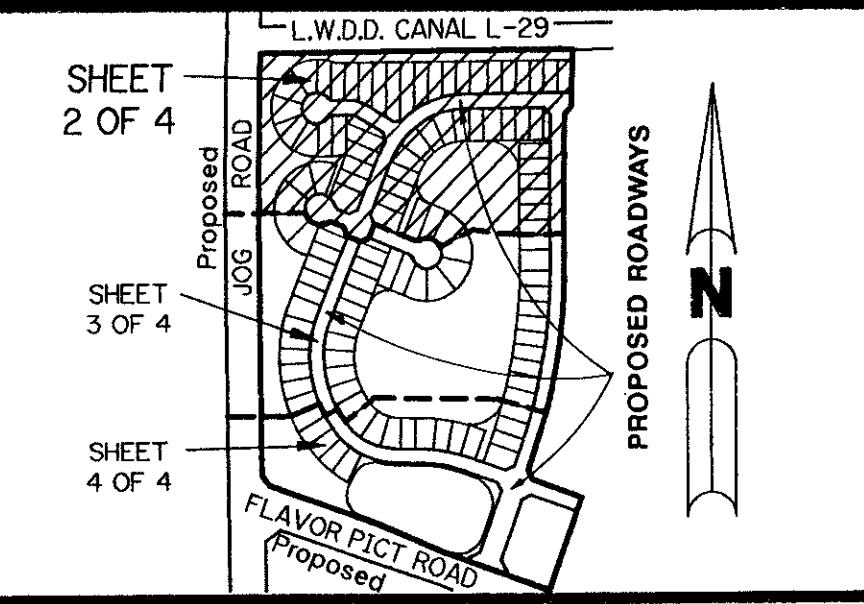 L.W.D.D. CANAL L-29
SHEET
2 OF 4
Proposed
JOG ROAD
SHEET
3 OF 4
SHEET
4 OF 4
FLAVOR PICT ROAD
Proposed
PROPOSED ROADWAYS
N